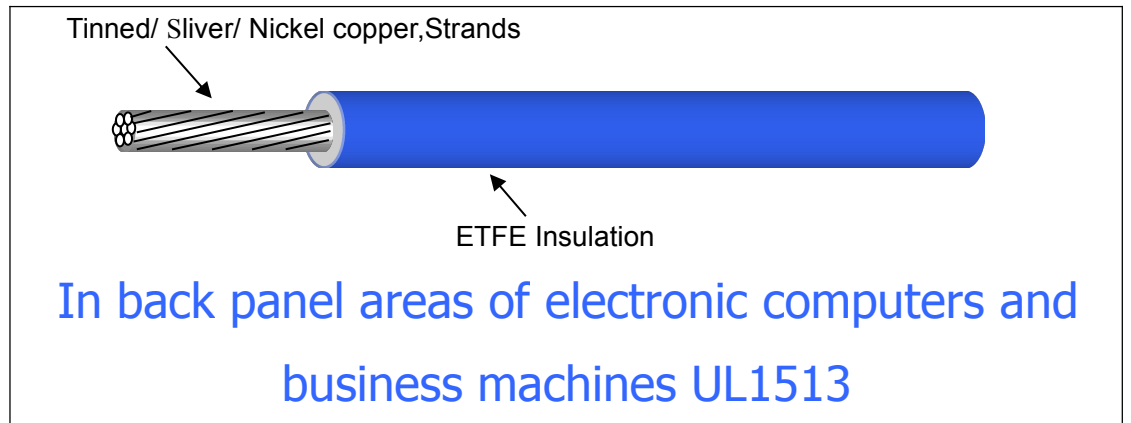 Tinned/ Sliver/ Nickel copper,Strands
ETFE Insulation
In back panel areas of electronic computers and
business machines UL1513